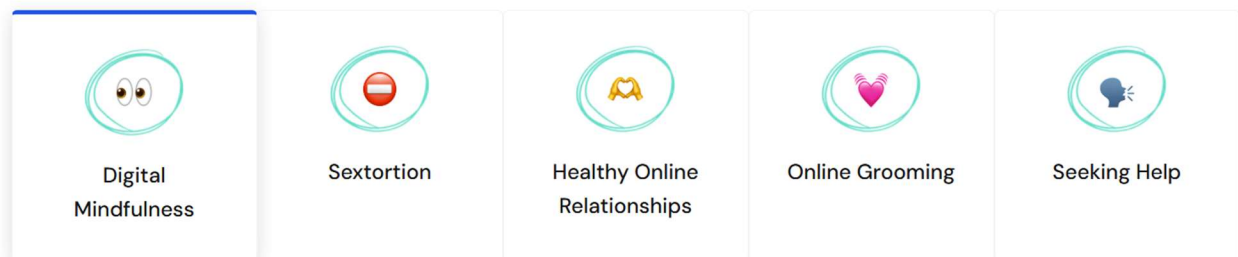 Digital
Mindfulness
Sextortion
Healthy Online
Relationships
Online Grooming
Seeking Help